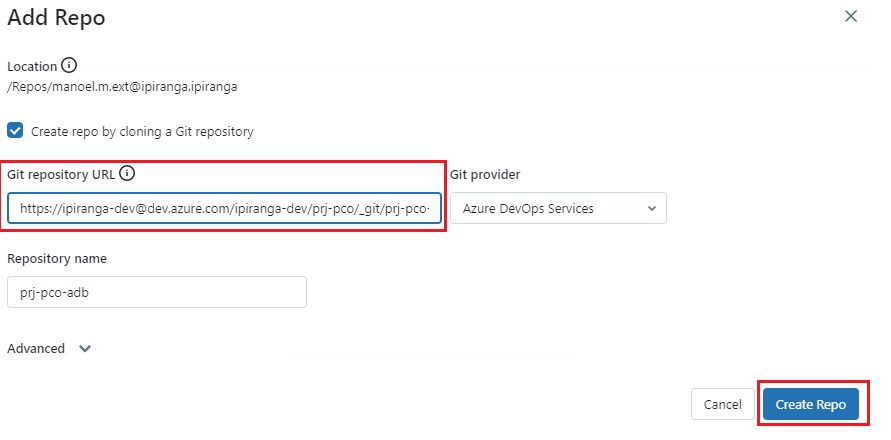 Add Repo
Location
/Repos/manoel.m.ext@ipiranga.ipiranga
Create repo by cloning a Git repository
Git repository URL
Git provider
https://ipiranga-dev@dev.azure.com/ipiranga-dev/prj-pco/_git/prj-pco-
Azure DevOps Services
Repository name
prj-pco-adb
Advanced
Cancel
Create Repo